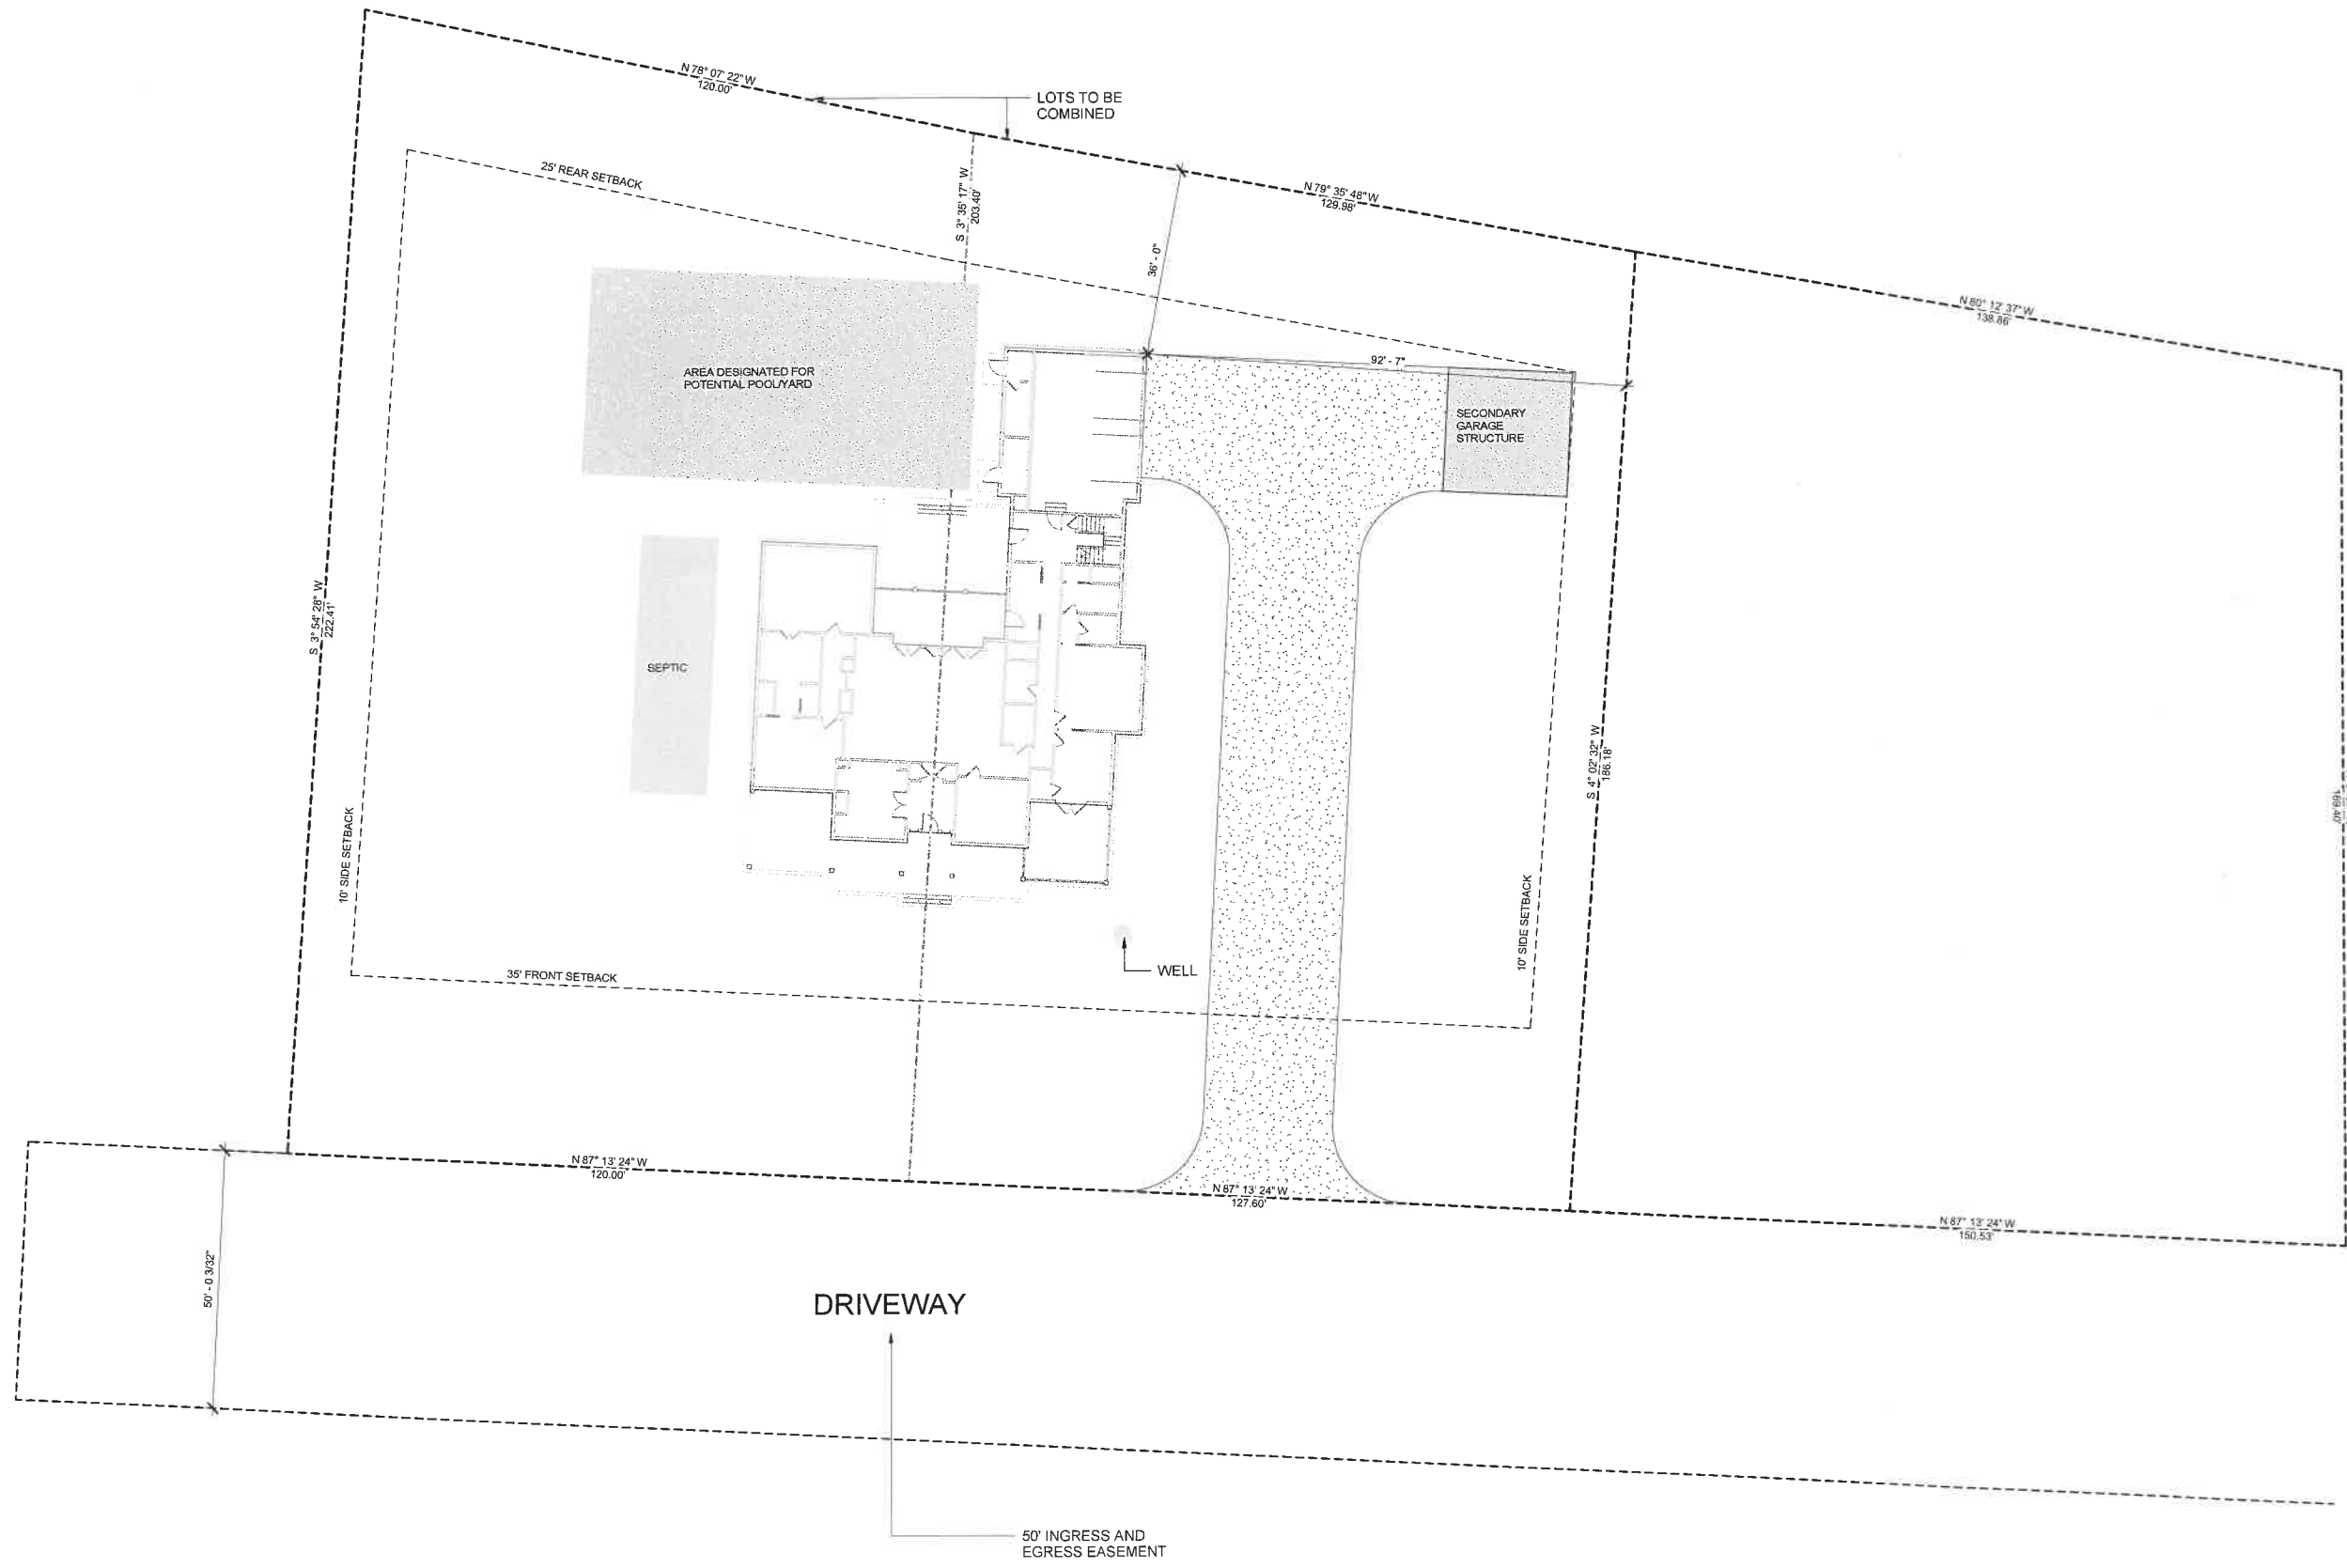 N 78° 07' 22" W
120.00'
LOTS TO BE
COMBINED
25' REAR SETBACK
S 3° 35' 17" W
203.40'
N 79° 35' 48" W
129.98'
36' - 0"
N 80° 12' 37" W
138.86'
92' - 7"
AREA DESIGNATED FOR
POTENTIAL POOL/YARD
SECONDARY
GARAGE
STRUCTURE
S 3° 54' 28" W
222.41'
SEPTIC
S 4° 02' 32" W
186.18'
169.40'
10' SIDE SETBACK
10' SIDE SETBACK
WELL
35' FRONT SETBACK
N 87° 13' 24" W
120.00'
N 87° 13' 24" W
127.60'
N 87° 13' 24" W
150.53'
50' - 0 3/32"
DRIVEWAY
50' INGRESS AND
EGRESS EASEMENT